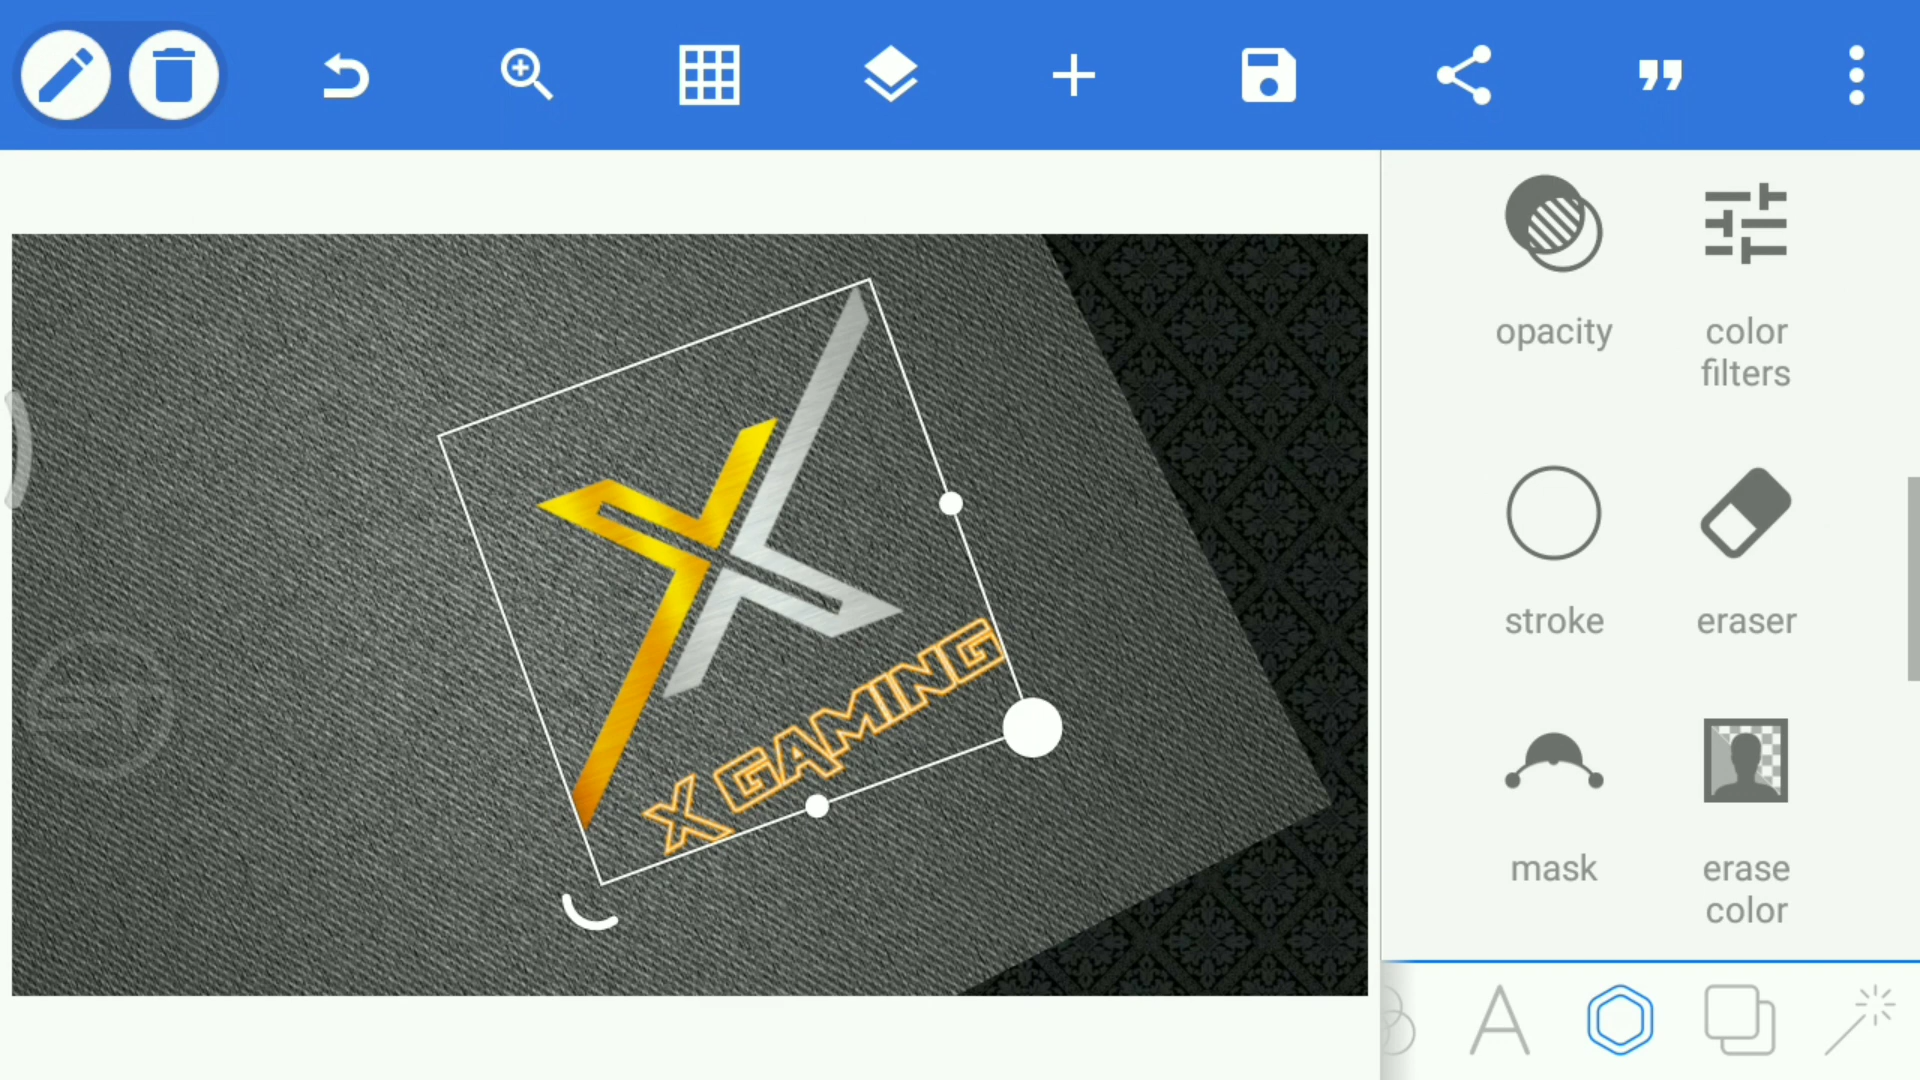 X GAMING
opacity
color
filters
stroke
eraser
mask
erase
color